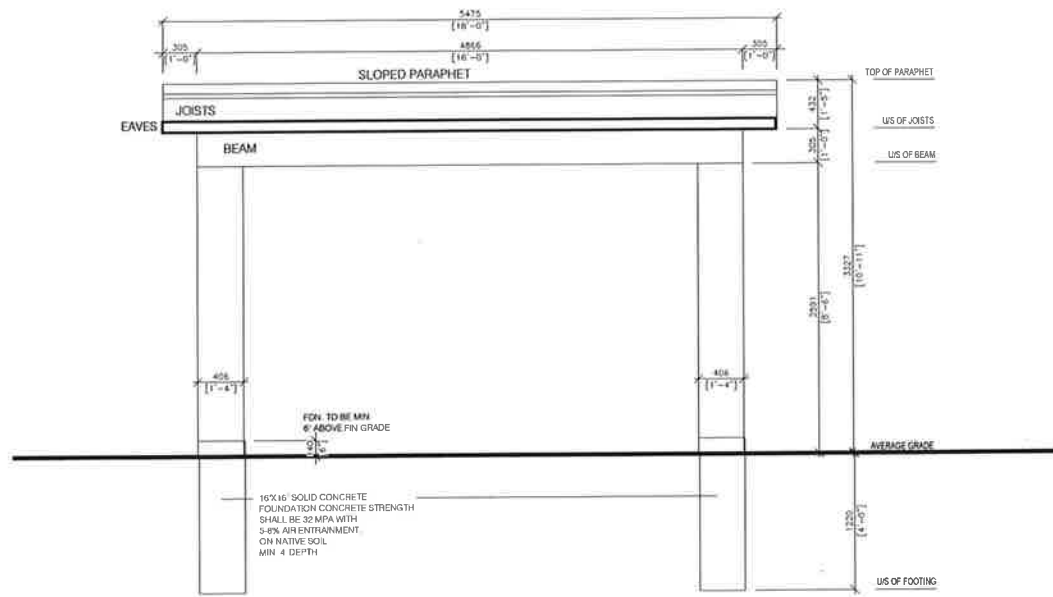 5475
[18'-0"]
305
[1'-0"]
4866
[16'-0"]
305
[1'-0"]
SLOPED PARAPHET
TOP OF PARAPHET
JOISTS
432
[1'-5"]
EAVES
U/S OF JOISTS
BEAM
305
[1'-0"]
U/S OF BEAM
3327
[10'-11"]
2591
[8'-6"]
406
[1'-4"]
406
[1'-4"]
FDN. TO BE MIN.
6" ABOVE FIN GRADE
140
6"
AVERAGE GRADE
16"X16" SOLID CONCRETE
FOUNDATION CONCRETE STRENGTH
SHALL BE 32 MPA WITH
5-8% AIR ENTRAINMENT.
ON NATIVE SOIL
MIN 4 DEPTH
1220
[4'-0"]
U/S OF FOOTING